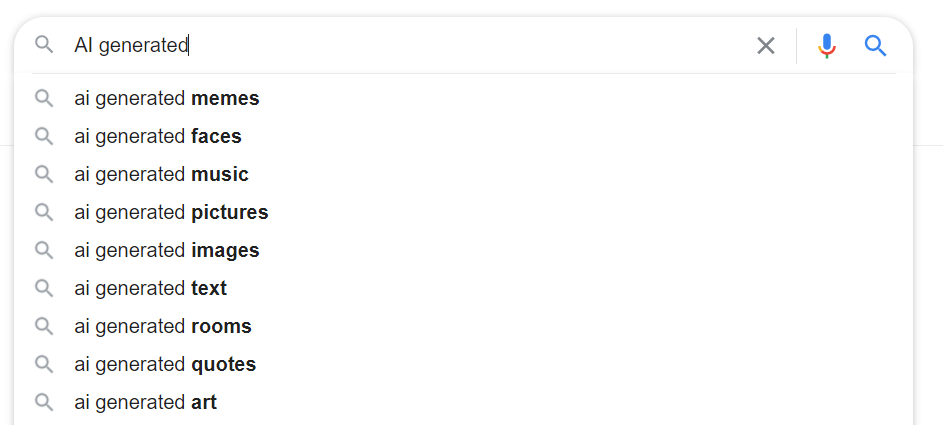 AI generated
ai generated memes
ai generated faces
ai generated music
ai generated pictures
ai generated images
ai generated text
ai generated rooms
ai generated quotes
ai generated art